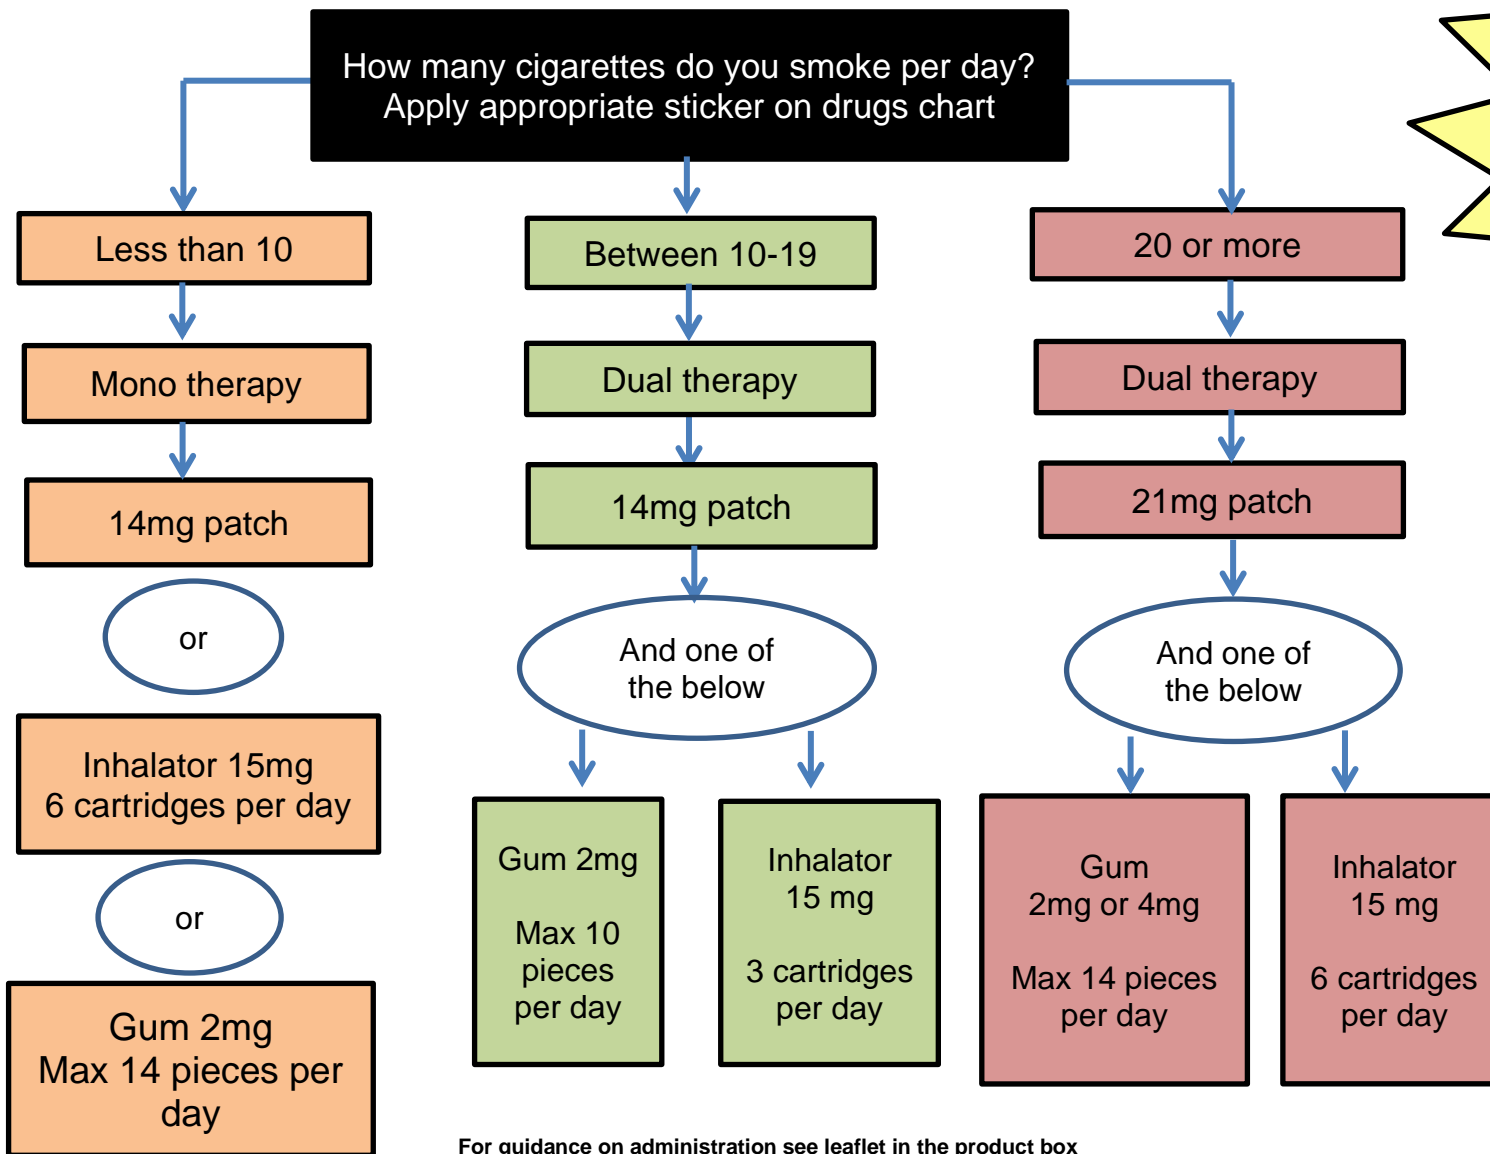 How many cigarettes do you smoke per day?
Apply appropriate sticker on drugs chart
Less than 10
Mono therapy
14mg patch
or
Inhalator 15mg
6 cartridges per day
or
Gum 2mg
Max 14 pieces per
day
Between 10-19
Dual therapy
14mg patch
And one of
the below
Gum 2mg
Max 10
pieces
per day
Inhalator
15 mg
3 cartridges
per day
20 or more
Dual therapy
21mg patch
And one of
the below
Gum
2mg or 4mg
Max 14 pieces
per day
Inhalator
15 mg
6 cartridges
per day
For guidance on administration see leaflet in the product box